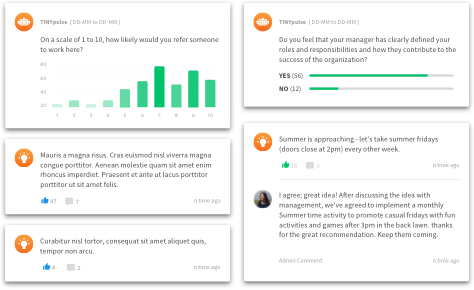 TINYpulse ( DD-MM to DD-MM )
On a scale of 1 to 10, how likely would you refer someone
to work here?
80
60
40
20
1 2 3 4 5 6 7 8 9 10
Mauris a magna risus. Cras euismod nisl viverra magna
congue porttitor. Aenean molestie quam sit amet enim
rhoncus imperdiet. Praesent et ante ut lacus porttitor
porttitor ut sit amet felis.
47 7 n time ago
Curabitur nisl tortor, consequat sit amet aliquet quis,
tempor non arcu.
6 2 n time ago
TINYpulse ( DD-MM to DD-MM )
Do you feel that your manager has clearly defined your
roles and responsibilities and how they contribute to the
success of the organization?
YES (56)
NO (12)
Summer is approaching - let's take summer fridays
(doors close at 2pm) every other week.
n time ago
I agree; great idea! After discussing the idea with
management, we've agreed to implement a monthly
Summer time activity to promote casual fridays with fun
activities and games after 3pm in the back lawn. thanks
for the great recommendation. Keep them coming.
Admin Comment n time ago